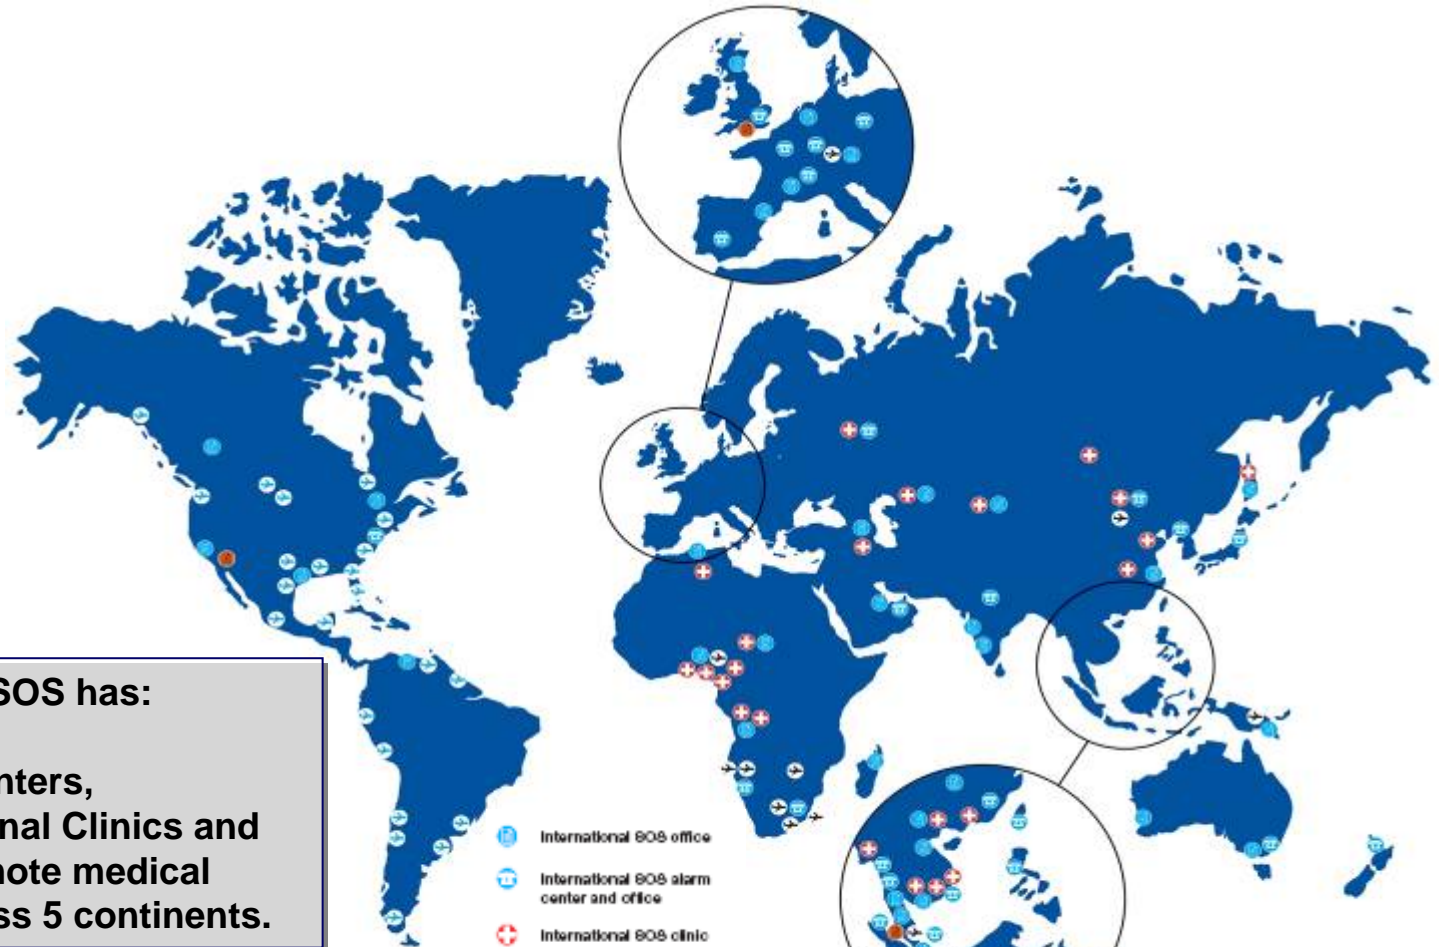 SOS has:
nters,
nal Clinics and
note medical
ss 5 continents.
International SOS office
International SOS alarm
center and office
International SOS clinic